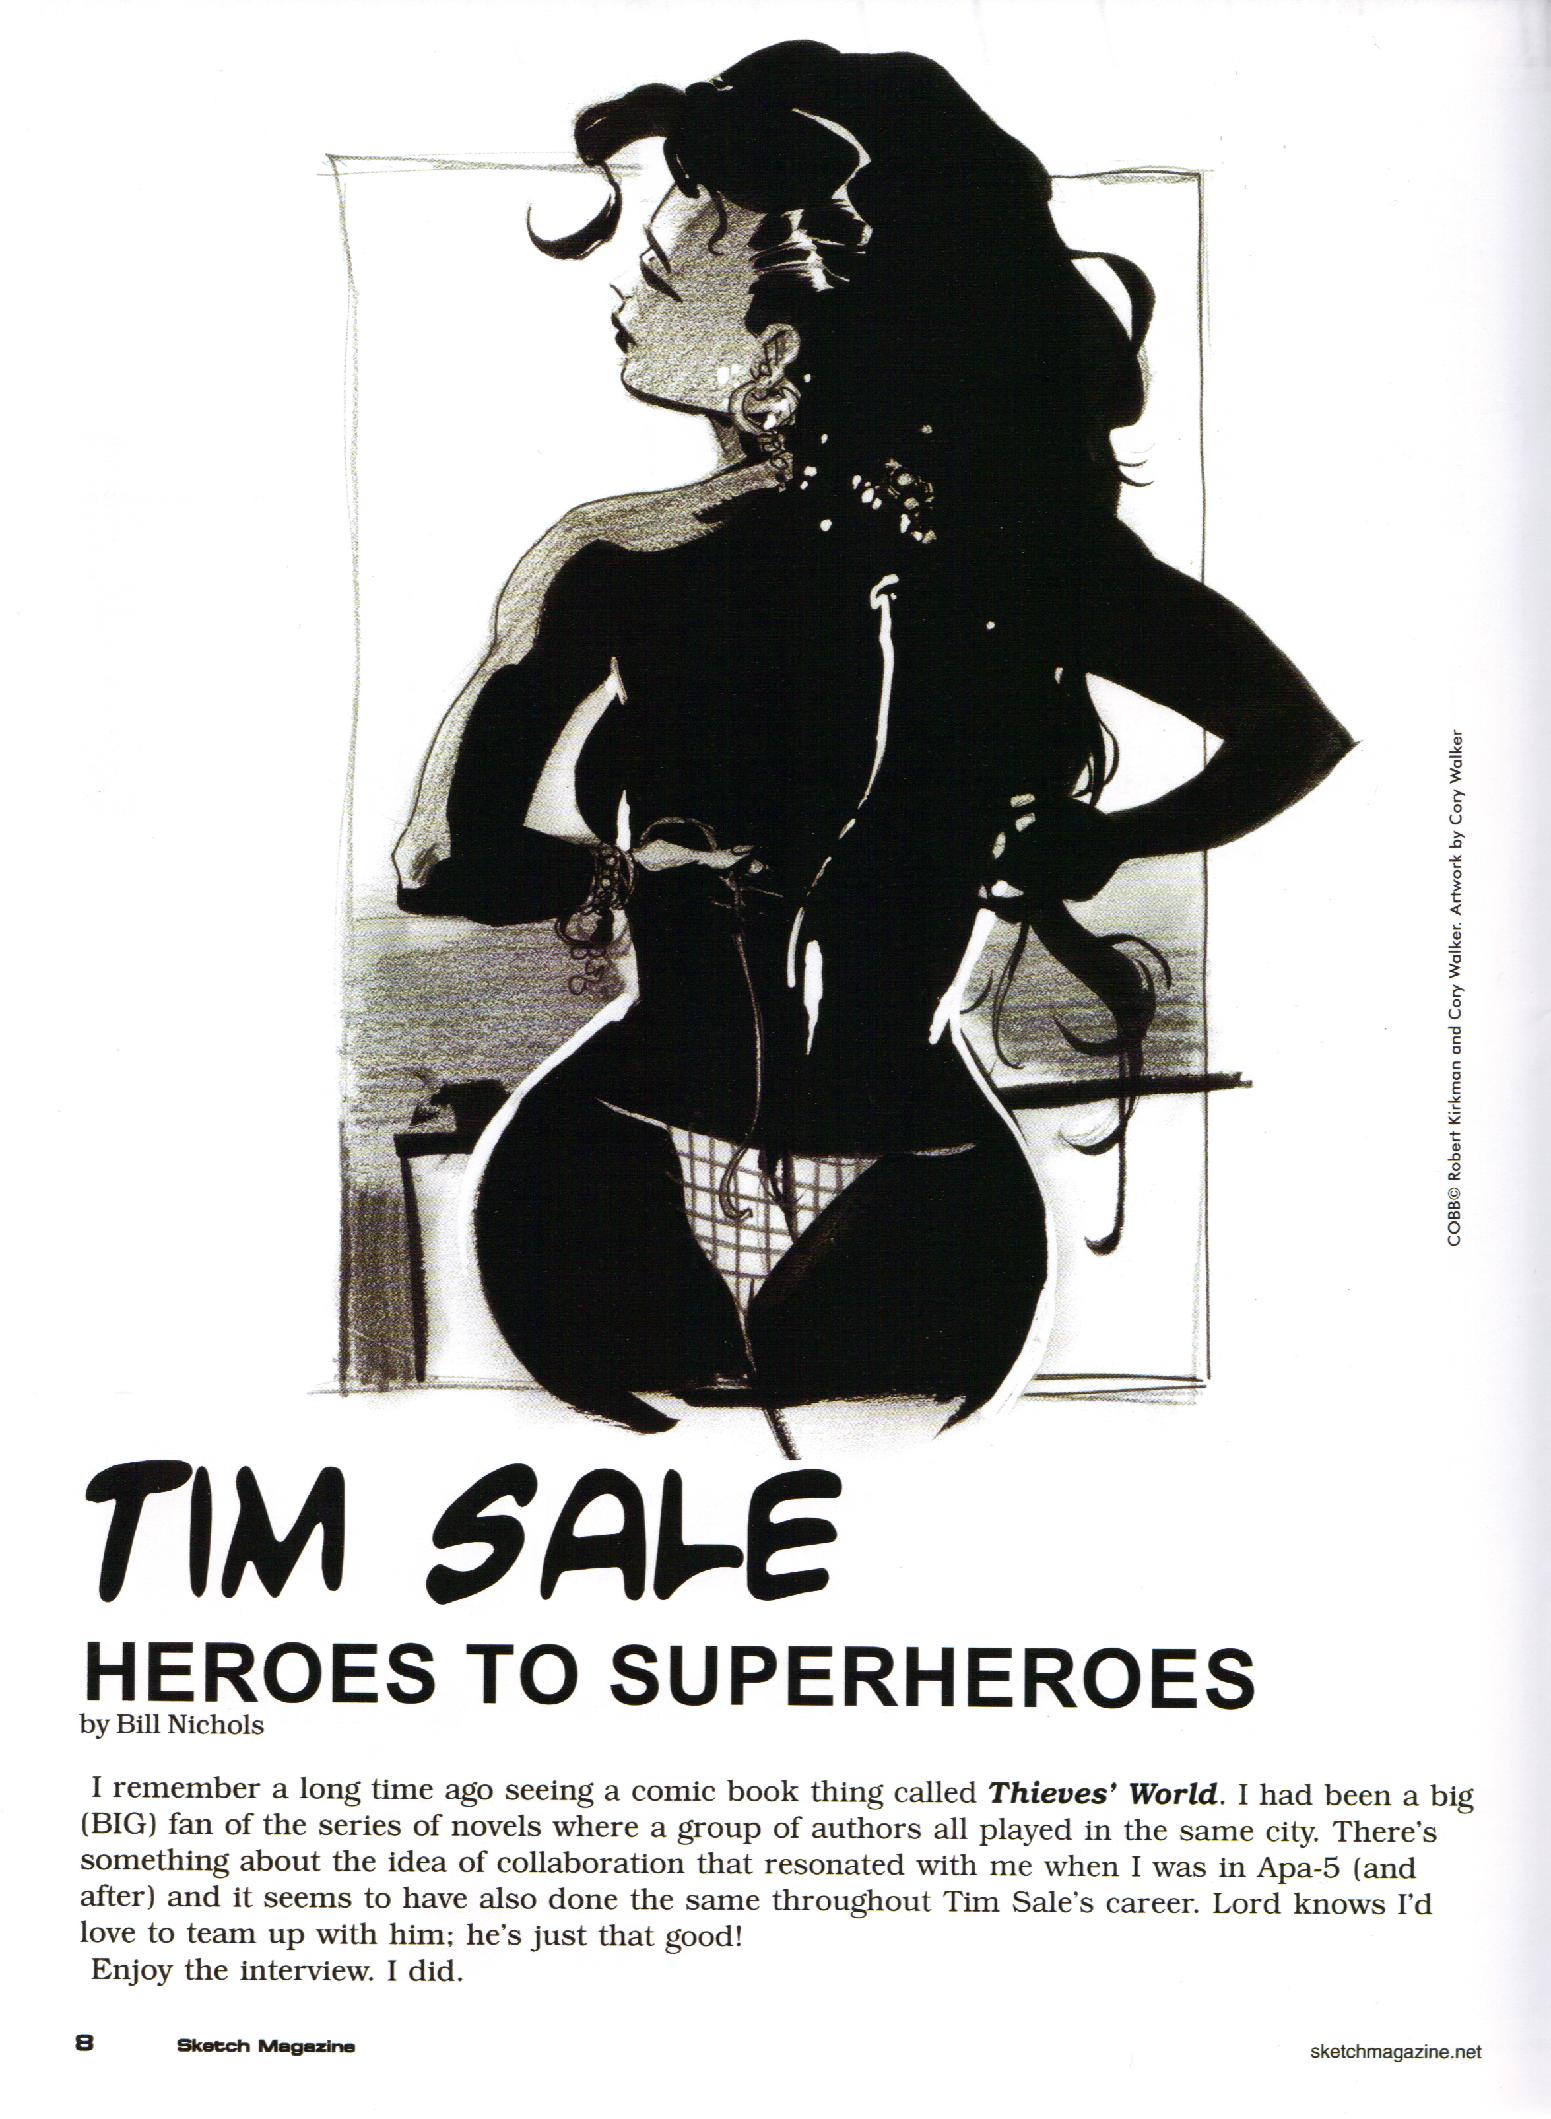 COBB© Robert Kirkman and Cory Walker. Artwork by Cory Walker
TIM SALE
HEROES TO SUPERHEROES
by Bill Nichols
I remember a long time ago seeing a comic book thing called Thieves' World. I had been a big
(BIG) fan of the series of novels where a group of authors all played in the same city. There's
something about the idea of collaboration that resonated with me when I was in Apa-5 (and
after) and it seems to have also done the same throughout Tim Sale's career. Lord knows I'd
love to team up with him; he's just that good!
Enjoy the interview. I did.
8 Sketch Magazine sketchmagazine.net